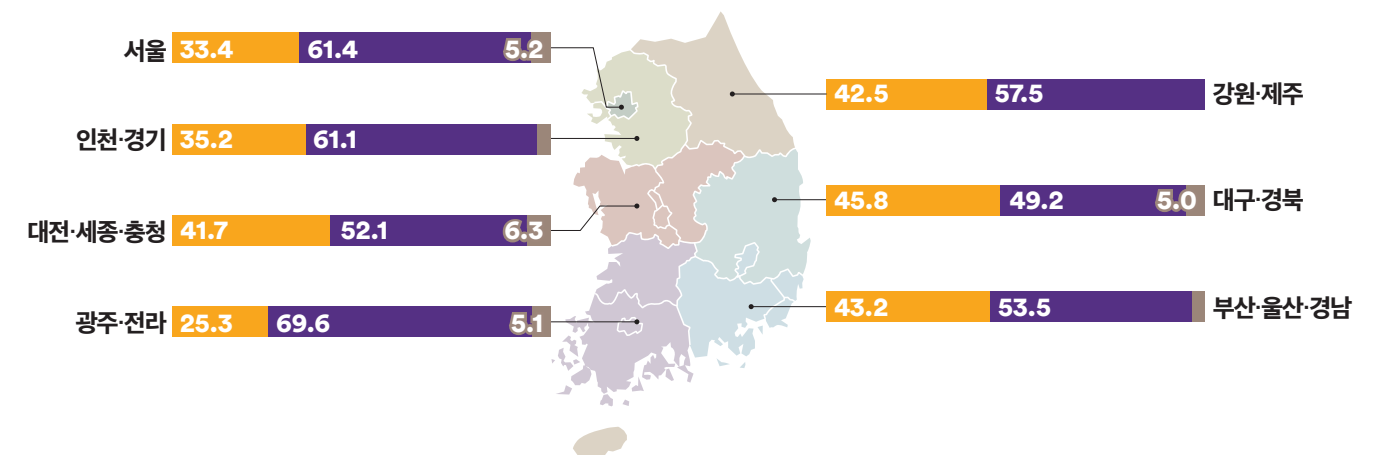 서울 33.4 61.4 5.2
인천·경기 35.2 61.1
대전·세종·충청 41.7 52.1 6.3
광주·전라 25.3 69.6 5.1
42.5 57.5 강원·제주
45.8 49.2 5.0 대구·경북
43.2 53.5 부산·울산·경남